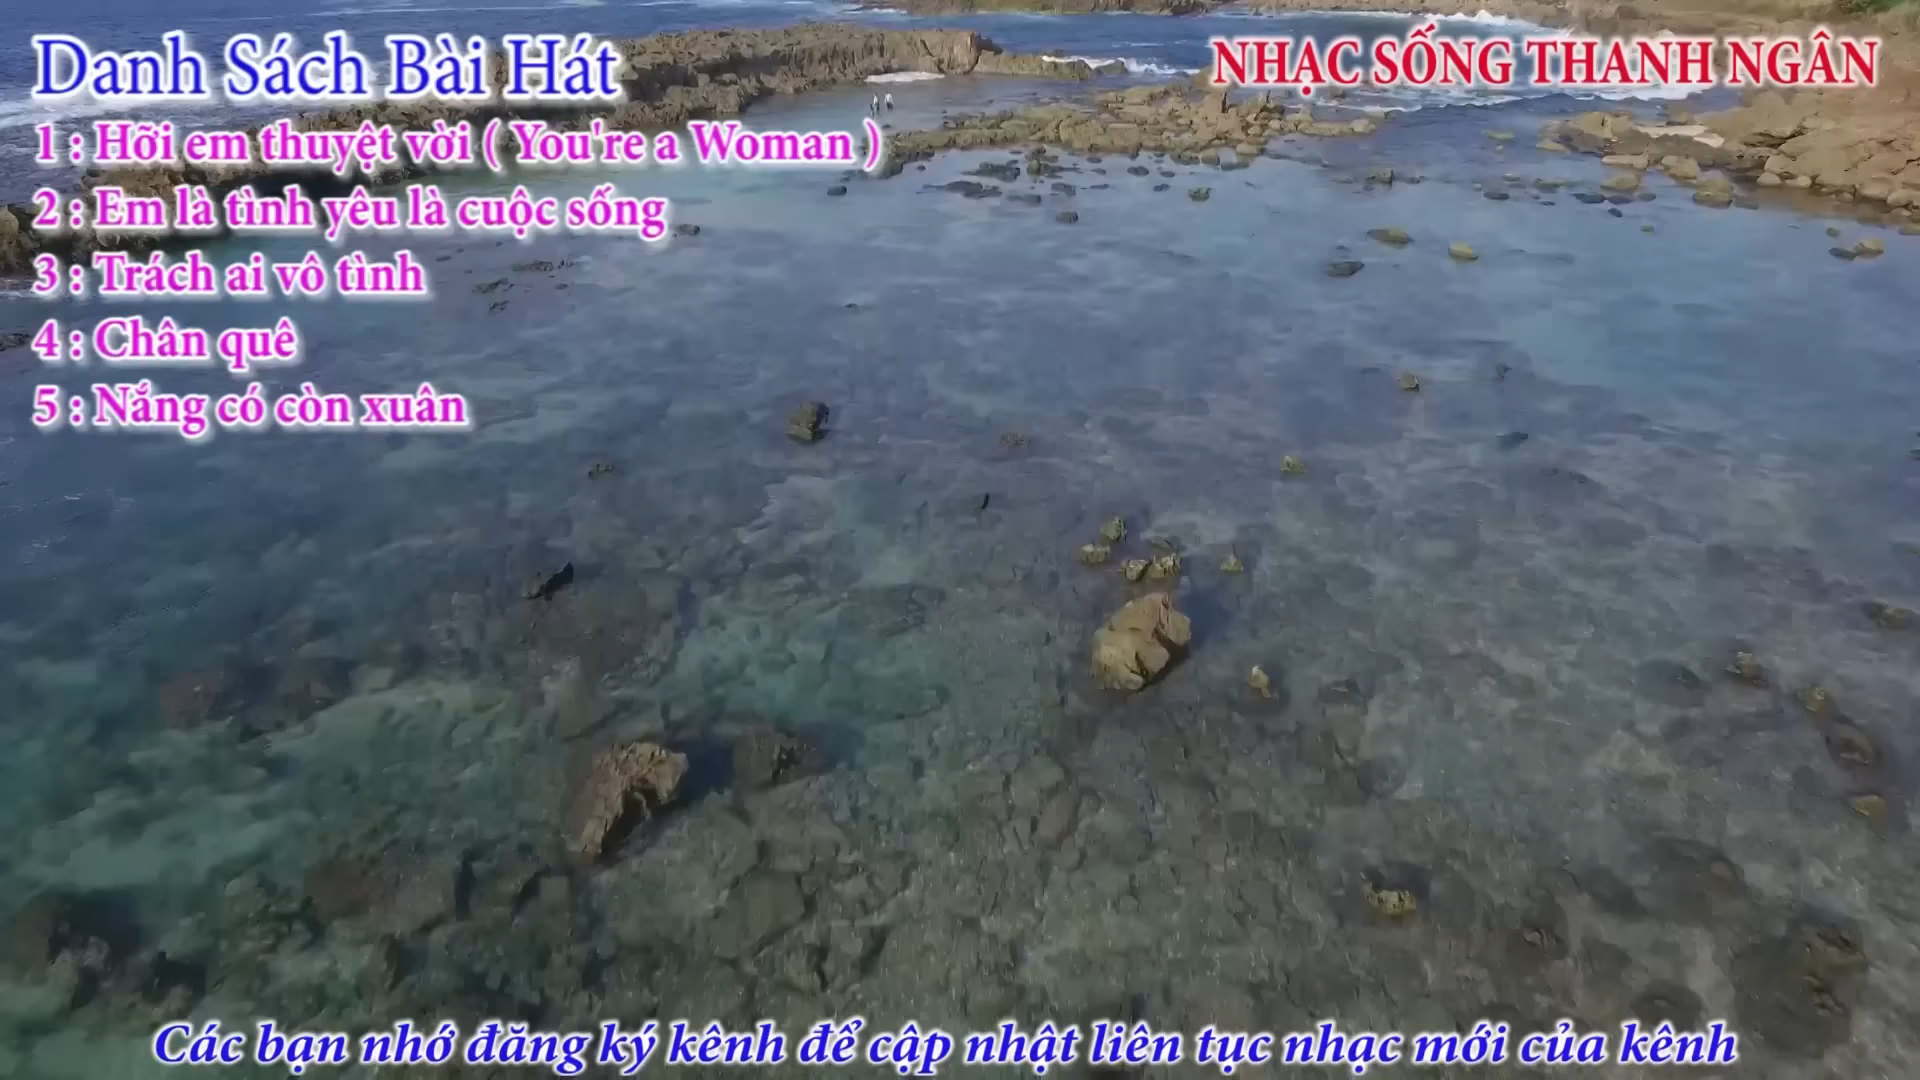 Danh Sách Bài Hát
NHẠC SỐNG THANH NGÂN
1 : Hỡi em thuyệt vời ( You're a Woman )
2 : Em là tình yêu là cuộc sống
3 : Trách ai vô tình
4 : Chân quê
5 : Nắng có còn xuân
Các bạn nhớ đăng ký kênh để cập nhật liên tục nhạc mới của kênh